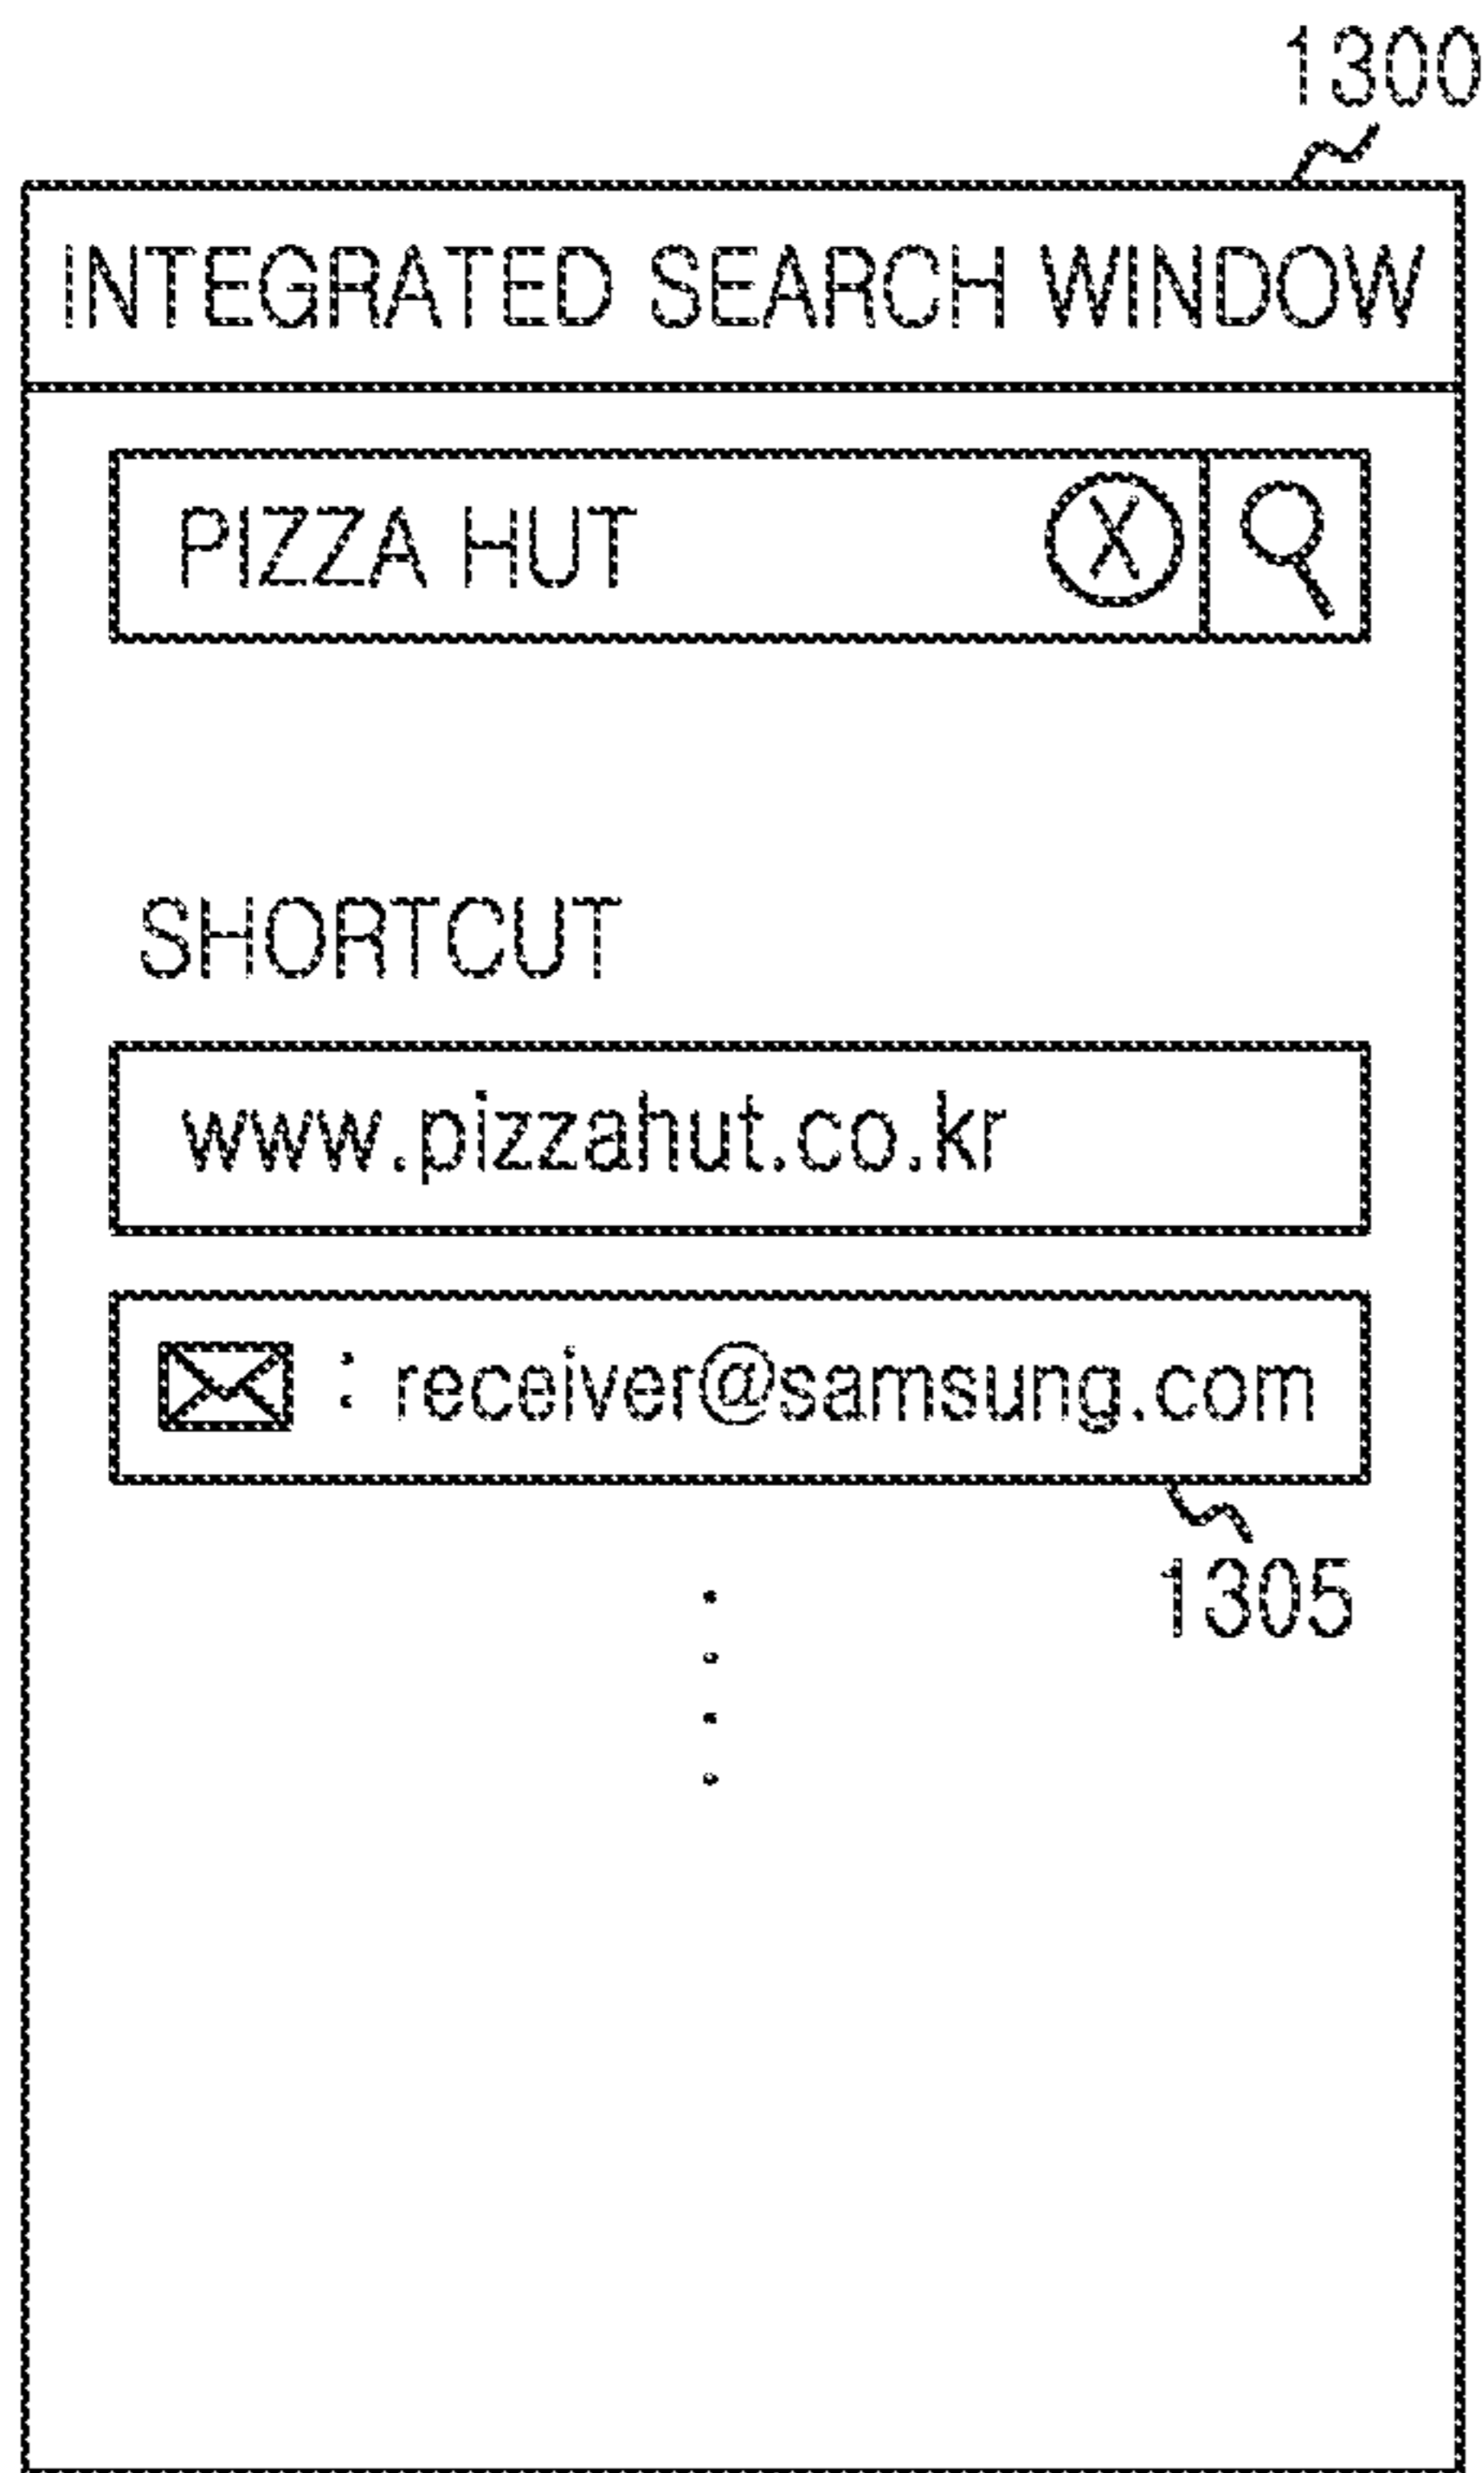 1300
INTEGRATED SEARCH WINDOW
PIZZA HUT
SHORTCUT
www.pizzahut.co.kr
: receiver@samsung.com
1305